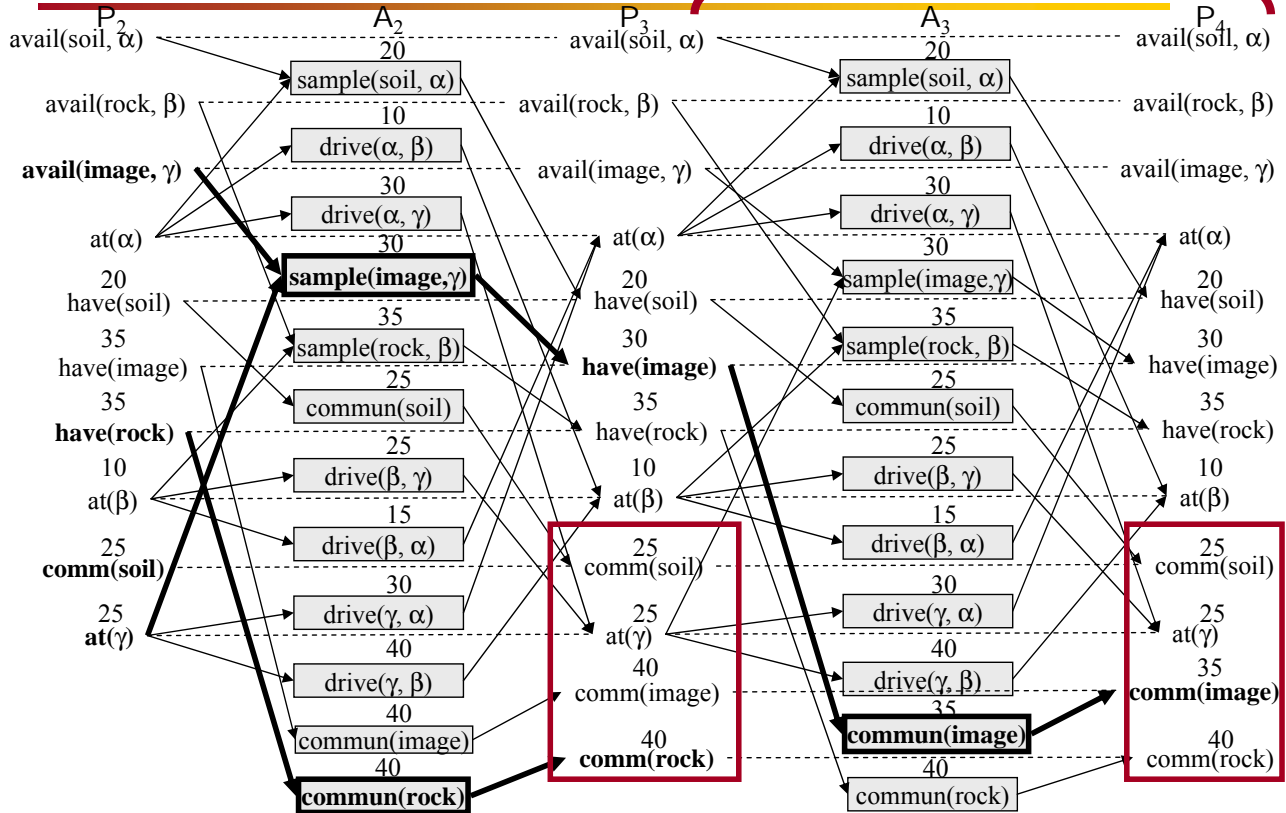 P2 A2 P3 A3 P4
avail(soil, α) avail(soil, α) avail(soil, α)
20 20
sample(soil, α) sample(soil, α)
avail(rock, β) avail(rock, β) avail(rock, β)
10 10
drive(α, β) drive(α, β)
avail(image, γ) avail(image, γ) avail(image, γ)
30 30
drive(α, γ) drive(α, γ)
at(α) at(α) at(α)
30 30
sample(image,γ) sample(image,γ)
20 20 20
have(soil) have(soil) have(soil)
35 35 30 35 30
sample(rock, β) sample(rock, β)
have(image) have(image) have(image)
25 25
commun(soil) commun(soil)
35 35 35
have(rock) have(rock) have(rock)
25 25
drive(β, γ) drive(β, γ)
10 10 10
at(β) at(β) at(β)
15 15
drive(β, α) drive(β, α)
25 25 25
comm(soil) comm(soil) comm(soil)
30 30
drive(γ, α) drive(γ, α)
25 25 25
at(γ) at(γ) at(γ)
40 40 40 35
drive(γ, β) drive(γ, β)
comm(image) comm(image)
40 35
commun(image) commun(image)
40 40
comm(rock) comm(rock)
40 40
commun(rock) commun(rock)